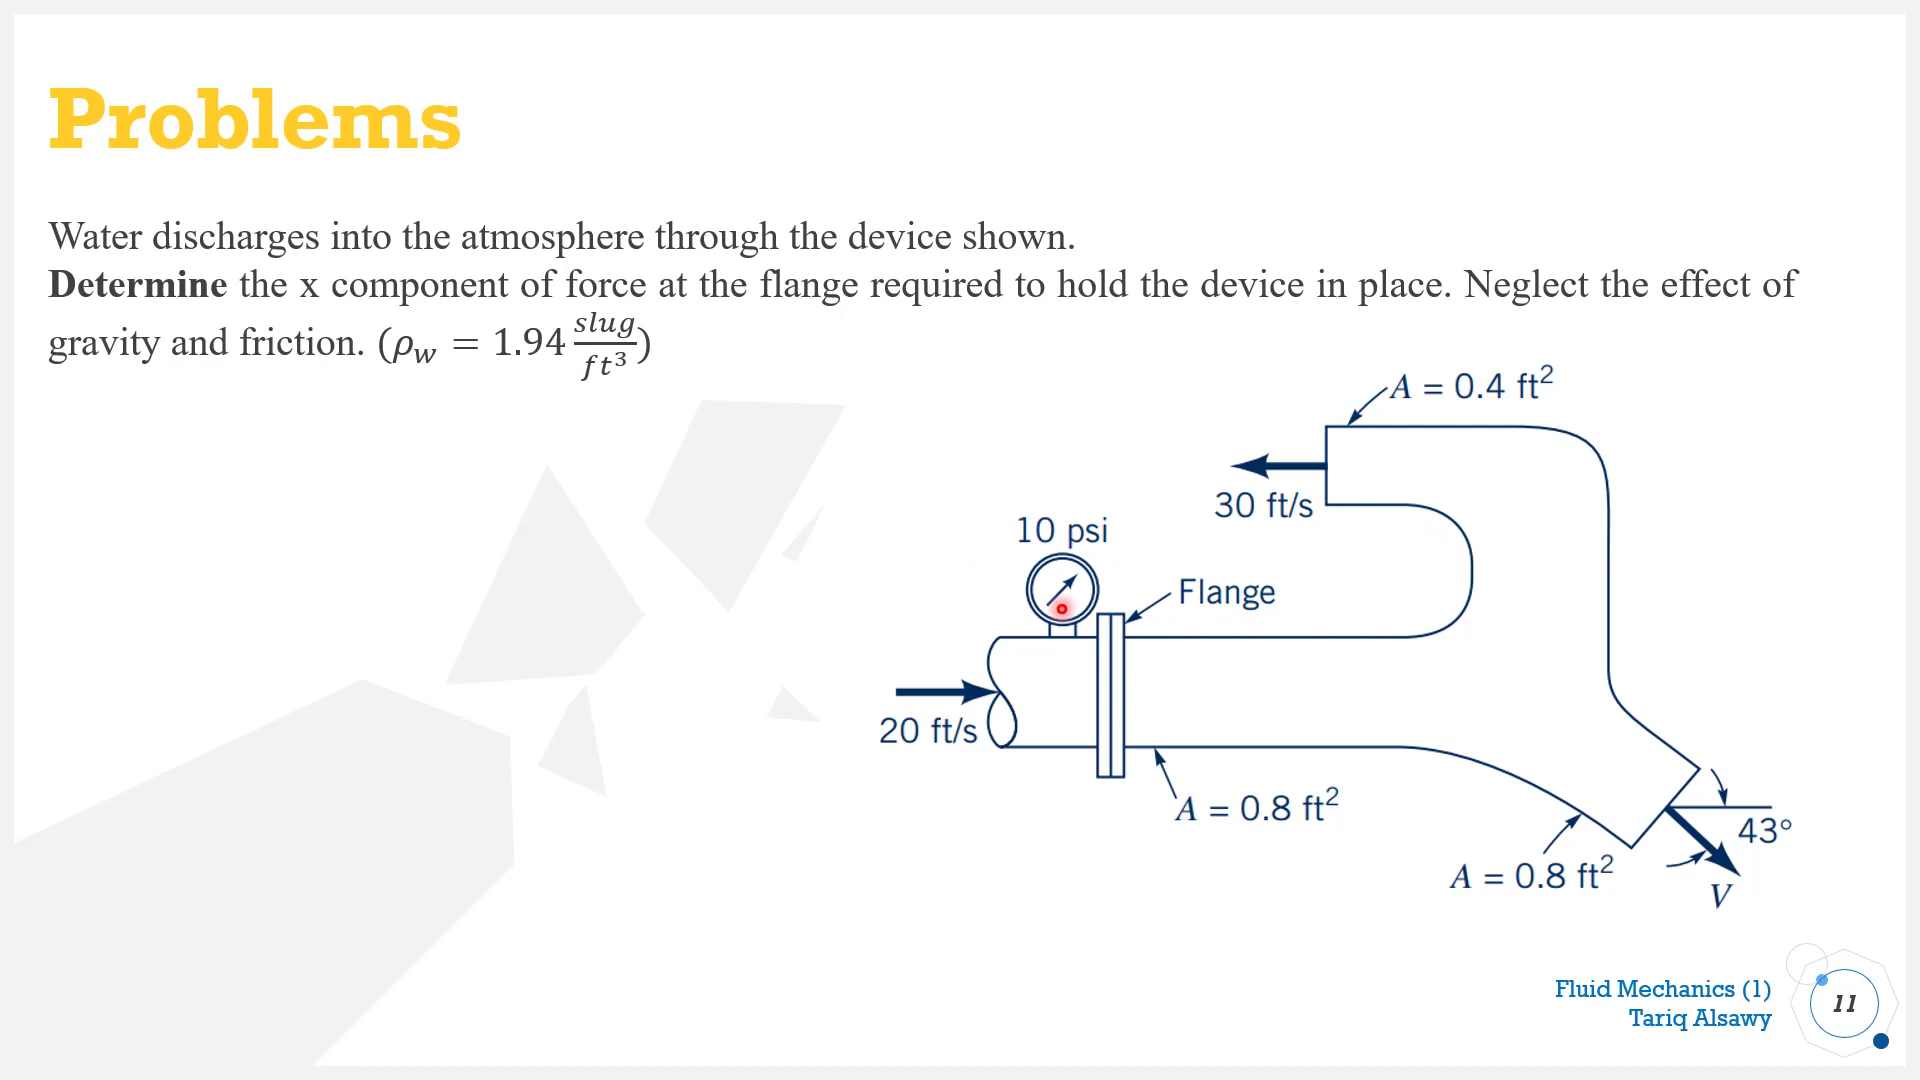 Problems
Water discharges into the atmosphere through the device shown.
Determine the x component of force at the flange required to hold the device in place. Neglect the effect of
gravity and friction. (ρ_w = 1.94 slug/ft³)
A = 0.4 ft²
30 ft/s
10 psi
Flange
20 ft/s
A = 0.8 ft²
43°
A = 0.8 ft²
V
Fluid Mechanics (1)
Tariq Alsawy
11